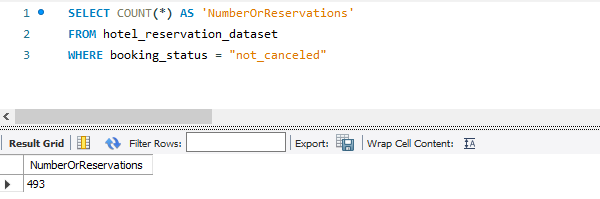 1 SELECT COUNT(*) AS 'NumberOrReservations'
2 FROM hotel_reservation_dataset
3 WHERE booking_status = "not_canceled"
Result Grid Filter Rows: Export: Wrap Cell Content: IA
NumberOrReservations
493